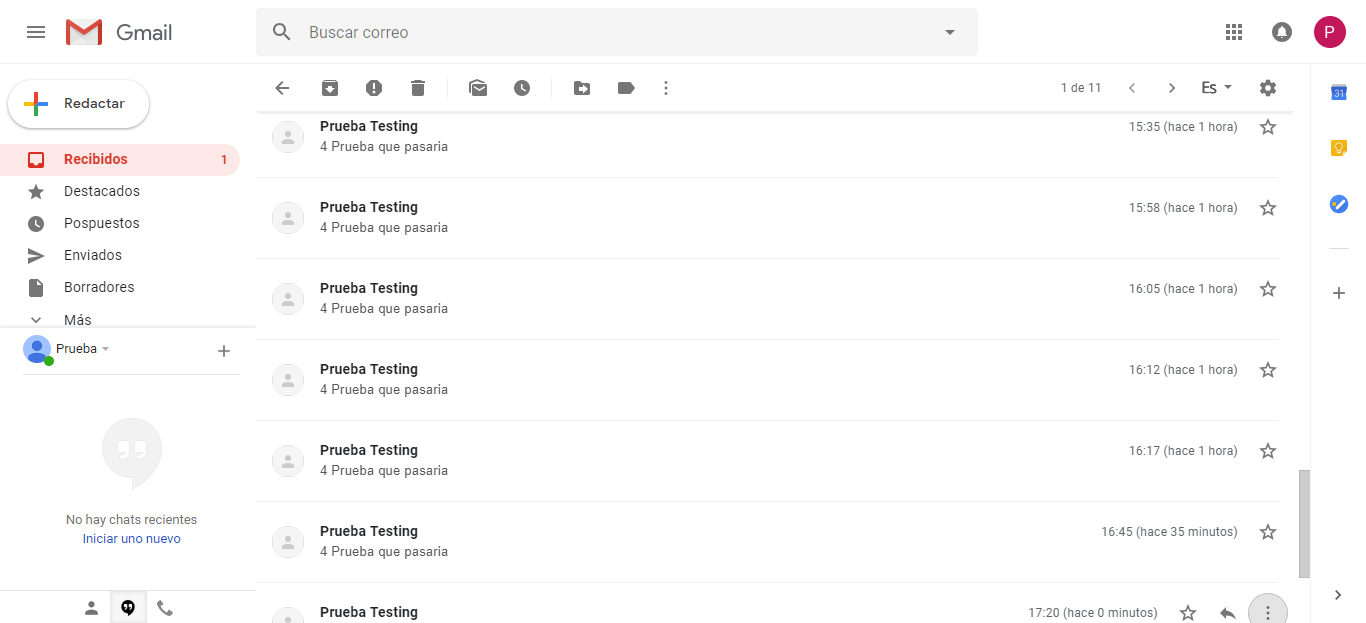 Gmail
Buscar correo
P
Redactar
1 de 11
Es
31
Recibidos 1
Destacados
Pospuestos
Enviados
Borradores
Más
Prueba
No hay chats recientes
Iniciar uno nuevo
Prueba Testing 15:35 (hace 1 hora)
4 Prueba que pasaria
Prueba Testing 15:58 (hace 1 hora)
4 Prueba que pasaria
Prueba Testing 16:05 (hace 1 hora)
4 Prueba que pasaria
Prueba Testing 16:12 (hace 1 hora)
4 Prueba que pasaria
Prueba Testing 16:17 (hace 1 hora)
4 Prueba que pasaria
Prueba Testing 16:45 (hace 35 minutos)
4 Prueba que pasaria
Prueba Testing 17:20 (hace 0 minutos)